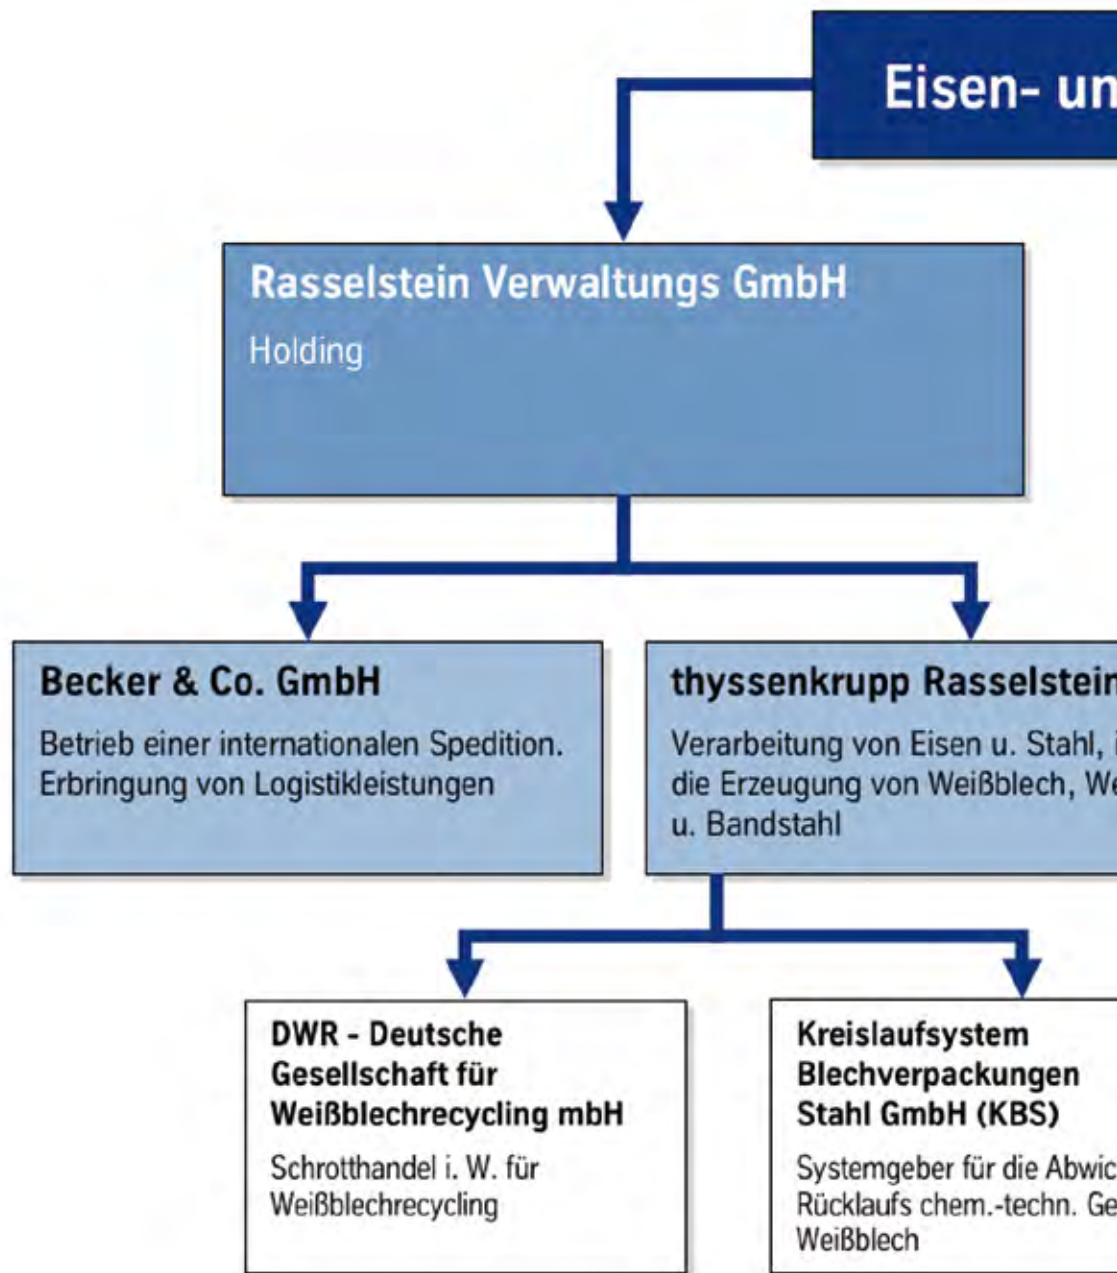 Eisen- un
Rasselstein Verwaltungs GmbH
Holding
Becker & Co. GmbH
Betrieb einer internationalen Spedition.
Erbringung von Logistikleistungen
thyssenkrupp Rasselstein
Verarbeitung von Eisen u. Stahl,
die Erzeugung von Weißblech,
u. Bandstahl
DWR - Deutsche
Gesellschaft für
Weißblechrecycling mbH
Schrotthandel i. W. für
Weißblechrecycling
Kreislaufsystem
Blechverpackungen
Stahl GmbH (KBS)
Systemgeber für die Abwic
Rücklaufs chem.-techn. Ge
Weißblech